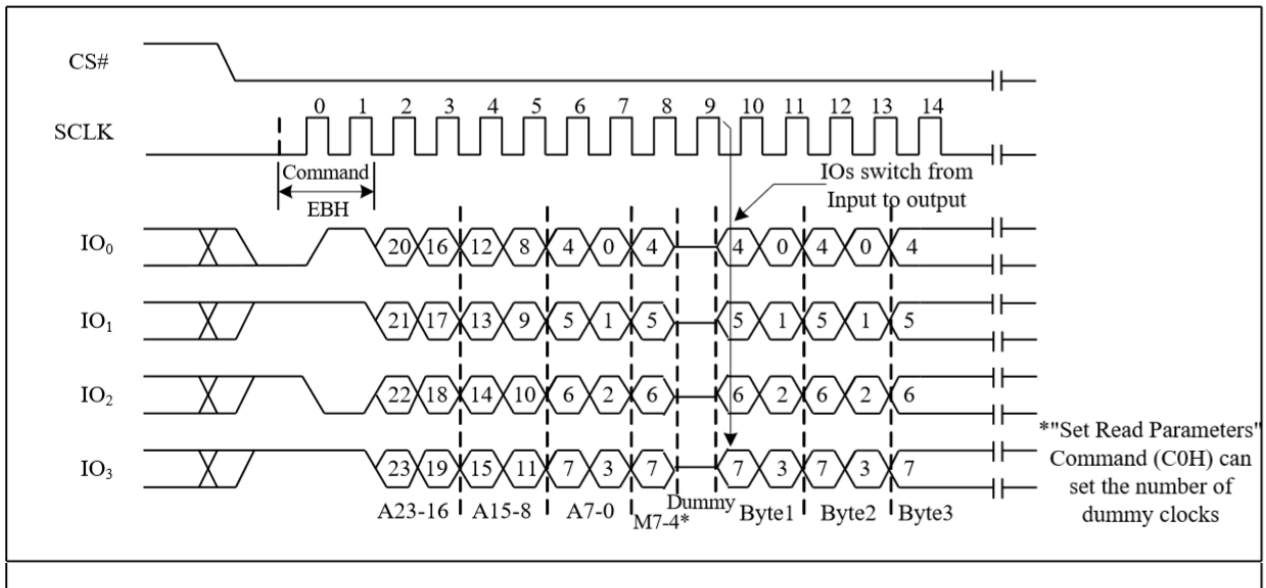 CS#
0 1 2 3 4 5 6 7 8 9 10 11 12 13 14
SCLK
Command
EBH
IOs switch from
Input to output
IO₀ 20 16 12 8 4 0 4 4 0 4 0 4
IO₁ 21 17 13 9 5 1 5 5 1 5 1 5
IO₂ 22 18 14 10 6 2 6 6 2 6 2 6
IO₃ 23 19 15 11 7 3 7 7 3 7 3 7
A23-16 A15-8 A7-0 M7-4* Dummy Byte1 Byte2 Byte3
*"Set Read Parameters"
Command (C0H) can
set the number of
dummy clocks